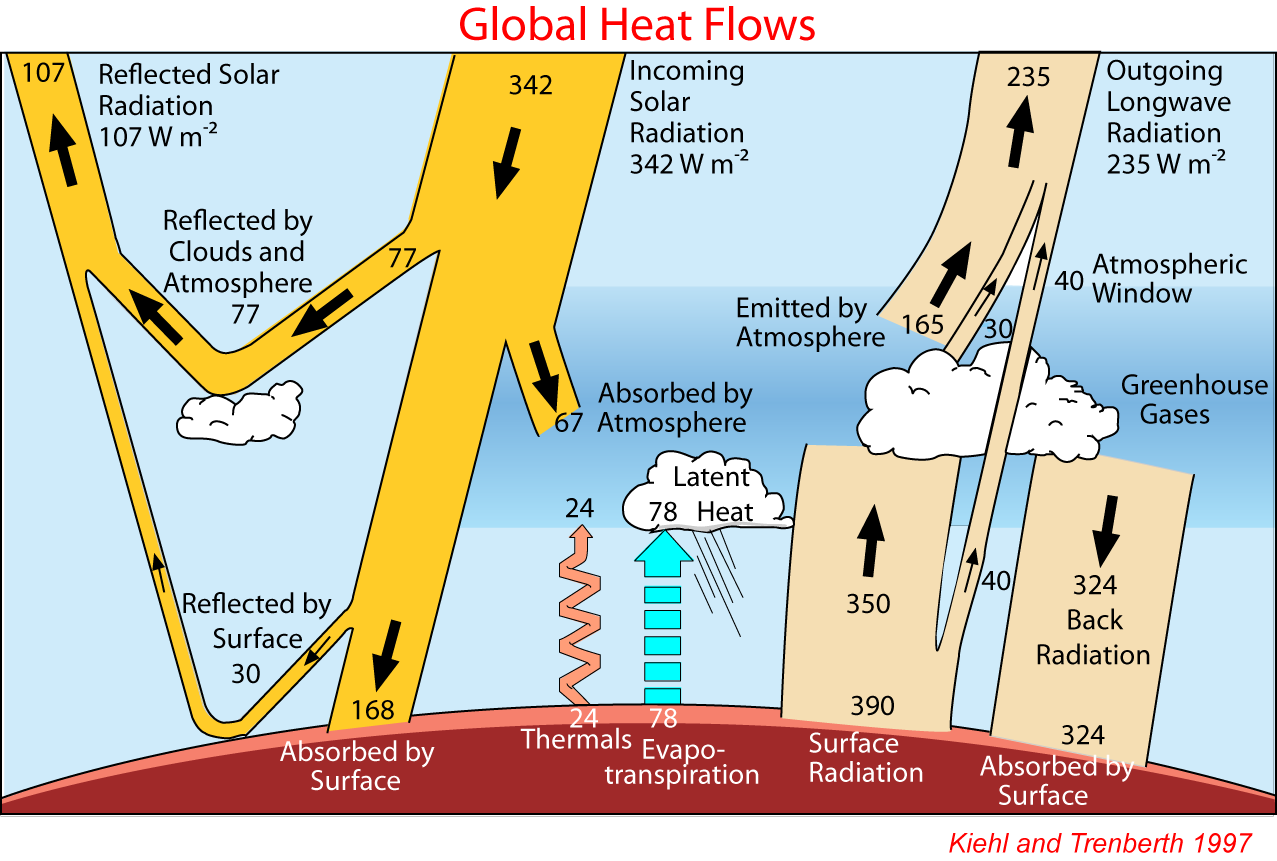 Global Heat Flows
107
Reflected Solar
Radiation
107 W m⁻²
342
Incoming
Solar
Radiation
342 W m⁻²
235
Outgoing
Longwave
Radiation
235 W m⁻²
Reflected by
Clouds and
Atmosphere
77
77
Emitted by
Atmosphere
165
30
40
Atmospheric
Window
Greenhouse
Gases
67
Absorbed by
Atmosphere
24
Latent
78 Heat
350
40
324
Back
Radiation
Reflected by
Surface
30
168
Absorbed by
Surface
24
Thermals
78
Evapo-
transpiration
390
Surface
Radiation
324
Absorbed by
Surface
Kiehl and Trenberth 1997